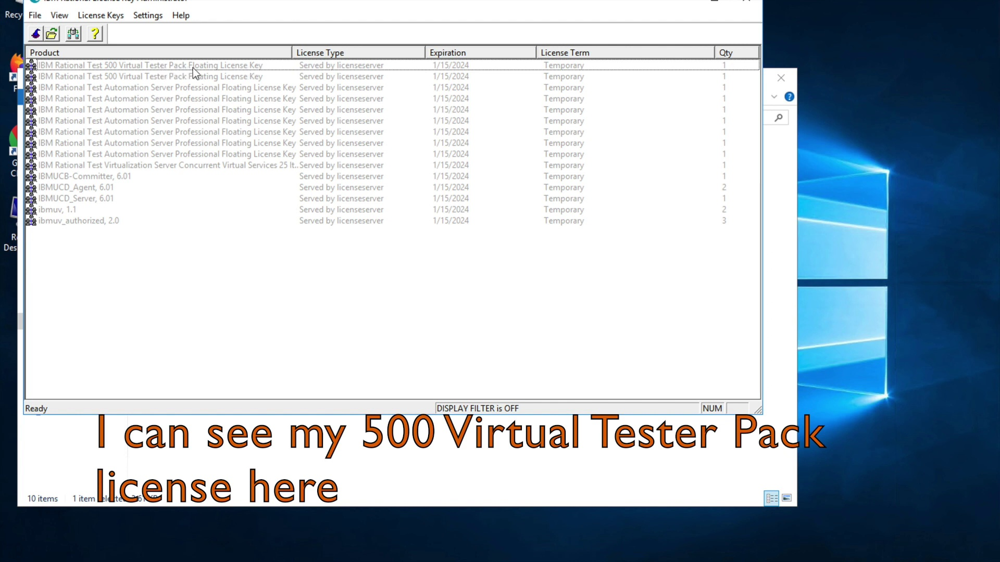 IBM Rational License Key Administrator
Recy
File View License Keys Settings Help
Product License Type Expiration License Term Qty
IBM Rational Test 500 Virtual Tester Pack Floating License Key Served by licenseserver 1/15/2024 Temporary 1
IBM Rational Test 500 Virtual Tester Pack Floating License Key Served by licenseserver 1/15/2024 Temporary 1
IBM Rational Test Automation Server Professional Floating License Key Served by licenseserver 1/15/2024 Temporary 1
IBM Rational Test Automation Server Professional Floating License Key Served by licenseserver 1/15/2024 Temporary 1
IBM Rational Test Automation Server Professional Floating License Key Served by licenseserver 1/15/2024 Temporary 1
IBM Rational Test Automation Server Professional Floating License Key Served by licenseserver 1/15/2024 Temporary 1
IBM Rational Test Automation Server Professional Floating License Key Served by licenseserver 1/15/2024 Temporary 1
IBM Rational Test Automation Server Professional Floating License Key Served by licenseserver 1/15/2024 Temporary 1
IBM Rational Test Automation Server Professional Floating License Key Served by licenseserver 1/15/2024 Temporary 1
IBM Rational Test Virtualization Server Concurrent Virtual Services 25 It... Served by licenseserver 1/15/2024 Temporary 1
IBMUCB-Committer, 6.01 Served by licenseserver 1/15/2024 Temporary 1
IBMUCD_Agent, 6.01 Served by licenseserver 1/15/2024 Temporary 2
IBMUCD_Server, 6.01 Served by licenseserver 1/15/2024 Temporary 1
ibmuv, 1.1 Served by licenseserver 1/15/2024 Temporary 2
ibmuv_authorized, 2.0 Served by licenseserver 1/15/2024 Temporary 3
Des
Ready DISPLAY FILTER is OFF NUM
I can see my 500 Virtual Tester Pack
license here
10 items 1 item selected